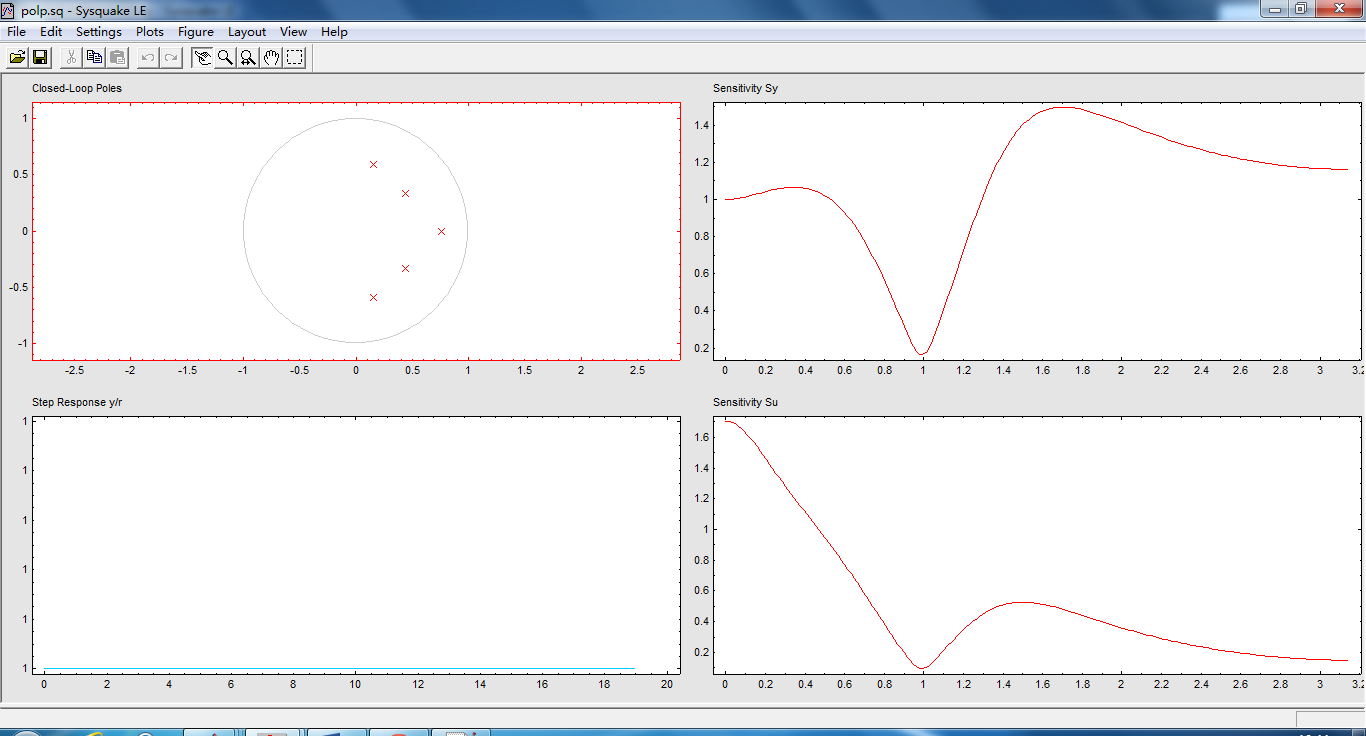 polp.sq - Sysquake LE
File Edit Settings Plots Figure Layout View Help
Closed-Loop Poles
1
0.5
0
-0.5
-1
-2.5 -2 -1.5 -1 -0.5 0 0.5 1 1.5 2 2.5
Sensitivity Sy
1.4
1.2
1
0.8
0.6
0.4
0.2
0 0.2 0.4 0.6 0.8 1 1.2 1.4 1.6 1.8 2 2.2 2.4 2.6 2.8 3 3.2
Step Response y/r
1
1
1
1
1
1
0 2 4 6 8 10 12 14 16 18 20
Sensitivity Su
1.6
1.4
1.2
1
0.8
0.6
0.4
0.2
0 0.2 0.4 0.6 0.8 1 1.2 1.4 1.6 1.8 2 2.2 2.4 2.6 2.8 3 3.2